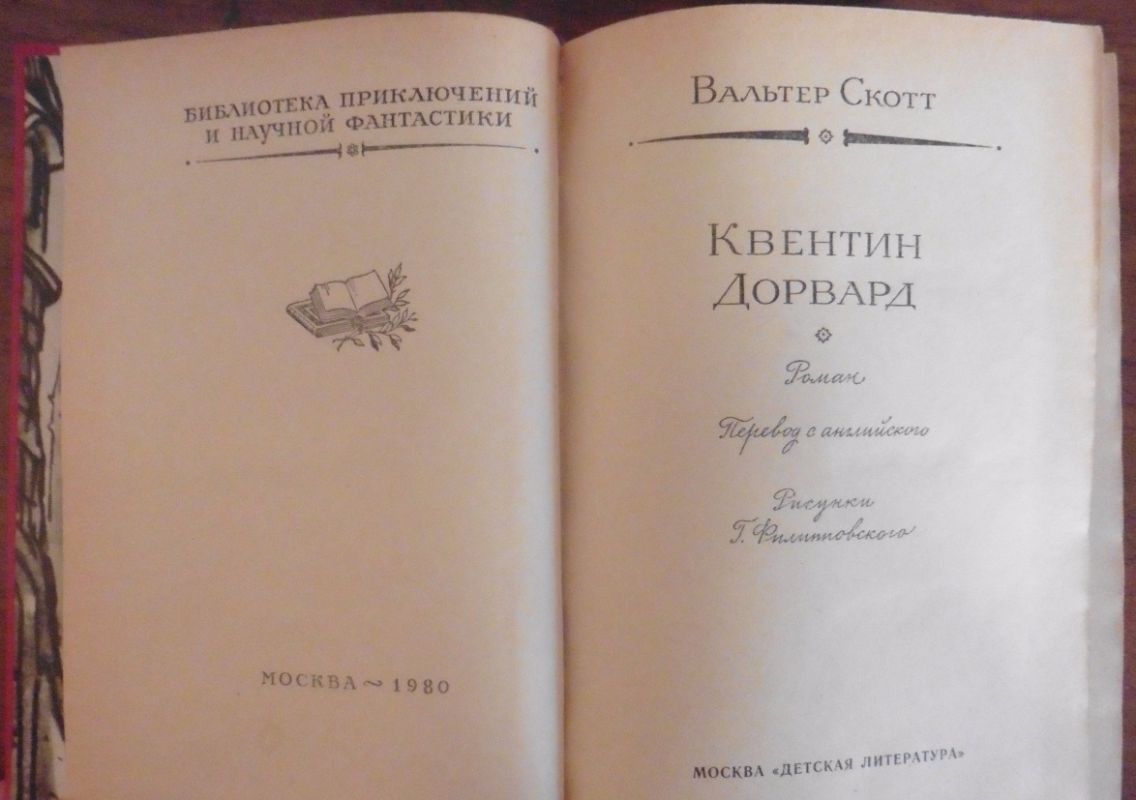 БИБЛИОТЕКА ПРИКЛЮЧЕНИЙ
И НАУЧНОЙ ФАНТАСТИКИ
МОСКВА ~ 1980
ВАЛЬТЕР СКОТТ
КВЕНТИН
ДОРВАРД
Роман
Перевод с английского
Рисунки
Г. Филипповского
МОСКВА «ДЕТСКАЯ ЛИТЕРАТУРА»